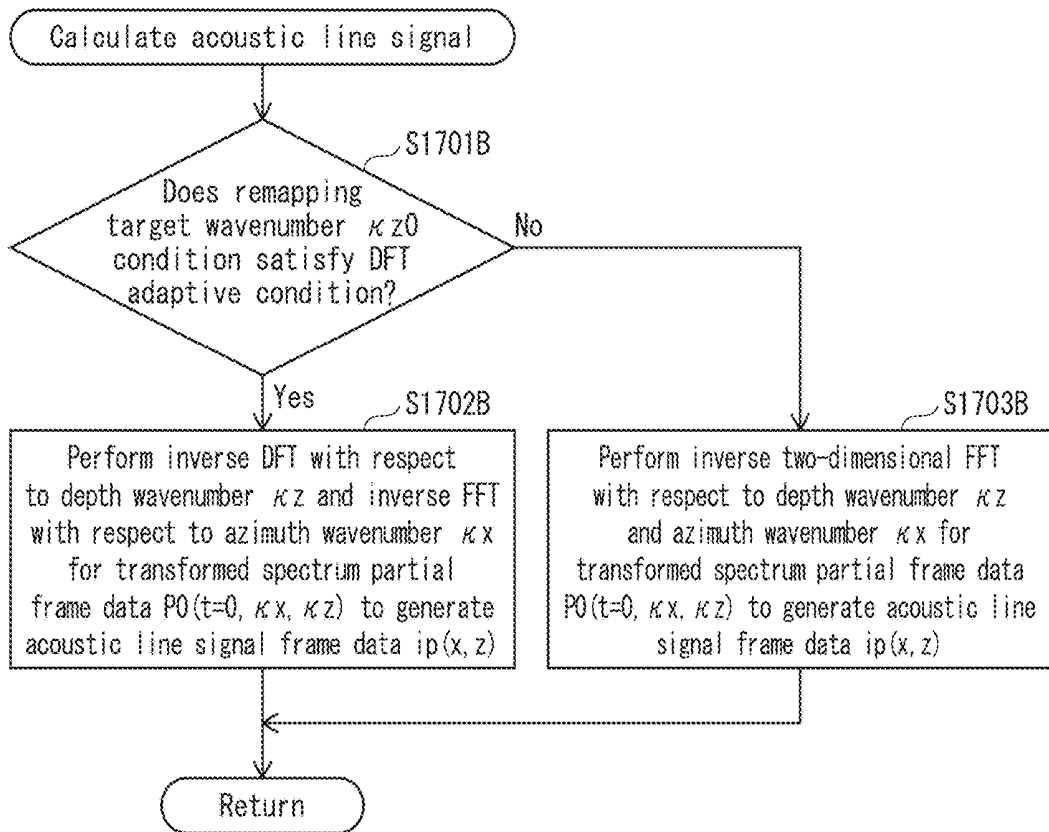 Calculate acoustic line signal
S1701B
Does remapping
target wavenumber κz0
condition satisfy DFT
adaptive condition?
No
Yes
S1702B
Perform inverse DFT with respect
to depth wavenumber κz and inverse FFT
with respect to azimuth wavenumber κx
for transformed spectrum partial
frame data P0(t=0, κx, κz) to generate
acoustic line signal frame data ip(x, z)
S1703B
Perform inverse two-dimensional FFT
with respect to depth wavenumber κz
and azimuth wavenumber κx for
transformed spectrum partial frame data
P0(t=0, κx, κz) to generate acoustic line
signal frame data ip(x, z)
Return